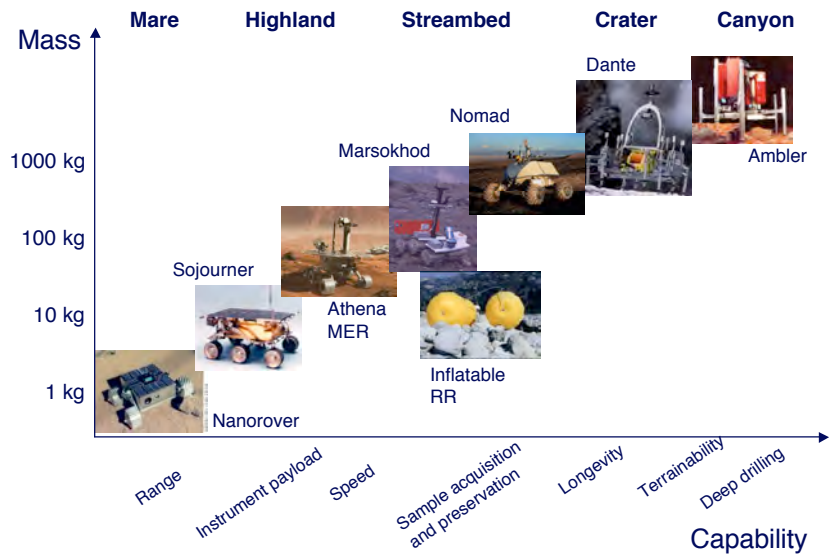 Mare
Highland
Streambed
Crater
Canyon
Mass
Dante
Nomad
Marsokhod
Ambler
1000 kg
100 kg
Sojourner
Athena
MER
10 kg
Inflatable
RR
1 kg
Nanorover
Range
Instrument payload
Speed
Sample acquisition
and preservation
Longevity
Terrainability
Deep drilling
Capability